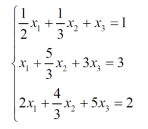 1/2 x₁ + 1/3 x₂ + x₃ = 1
x₁ + 5/3 x₂ + 3x₃ = 3
2x₁ + 4/3 x₂ + 5x₃ = 2